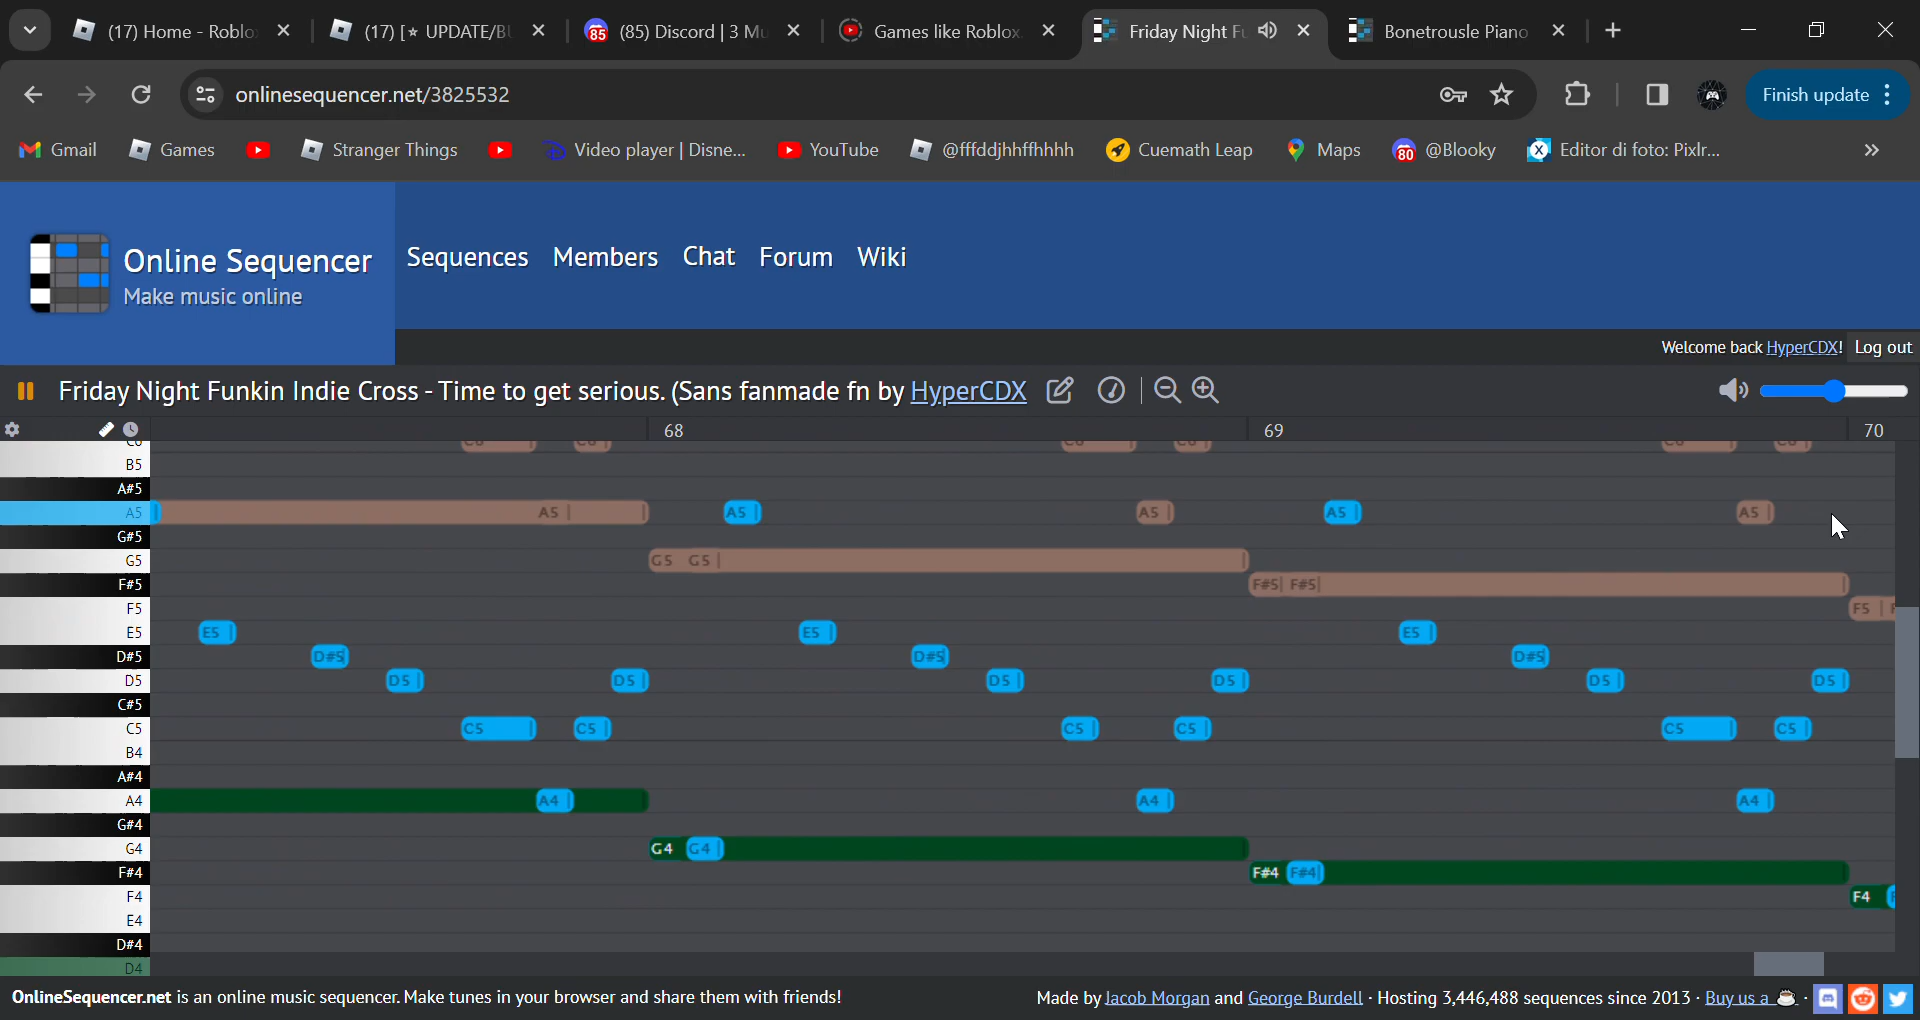 (17) Home - Roblo
(17) [★ UPDATE/B
85 (85) Discord | 3 Mu
Games like Roblox
Friday Night Fu
Bonetrousle Piano
onlinesequencer.net/3825532
Finish update
Gmail
Games
Stranger Things
Video player | Disne...
YouTube
@fffddjhhffhhhh
Cuemath Leap
Maps
80 @Blooky
Editor di foto: Pixlr...
Online Sequencer
Make music online
Sequences Members Chat Forum Wiki
Welcome back HyperCDX! Log out
Friday Night Funkin Indie Cross - Time to get serious. (Sans fanmade fn by HyperCDX
68 69 70
B5
A#5
A5 A5 A5 A5 A5 A5
G#5
G5 G5 G5
F#5 F#5 F#5
F5 F5
E5 E5 E5 E5
D#5 D#5 D#5 D#5
D5 D5 D5 D5 D5 D5 D5
C#5
C5 C5 C5 C5 C5 C5 C5
B4
A#4
A4 A4 A4 A4
G#4
G4 G4 G4
F#4 F#4 F#4
F4 F4
E4
D#4
D4
OnlineSequencer.net is an online music sequencer. Make tunes in your browser and share them with friends!
Made by Jacob Morgan and George Burdell · Hosting 3,446,488 sequences since 2013 · Buy us a ·